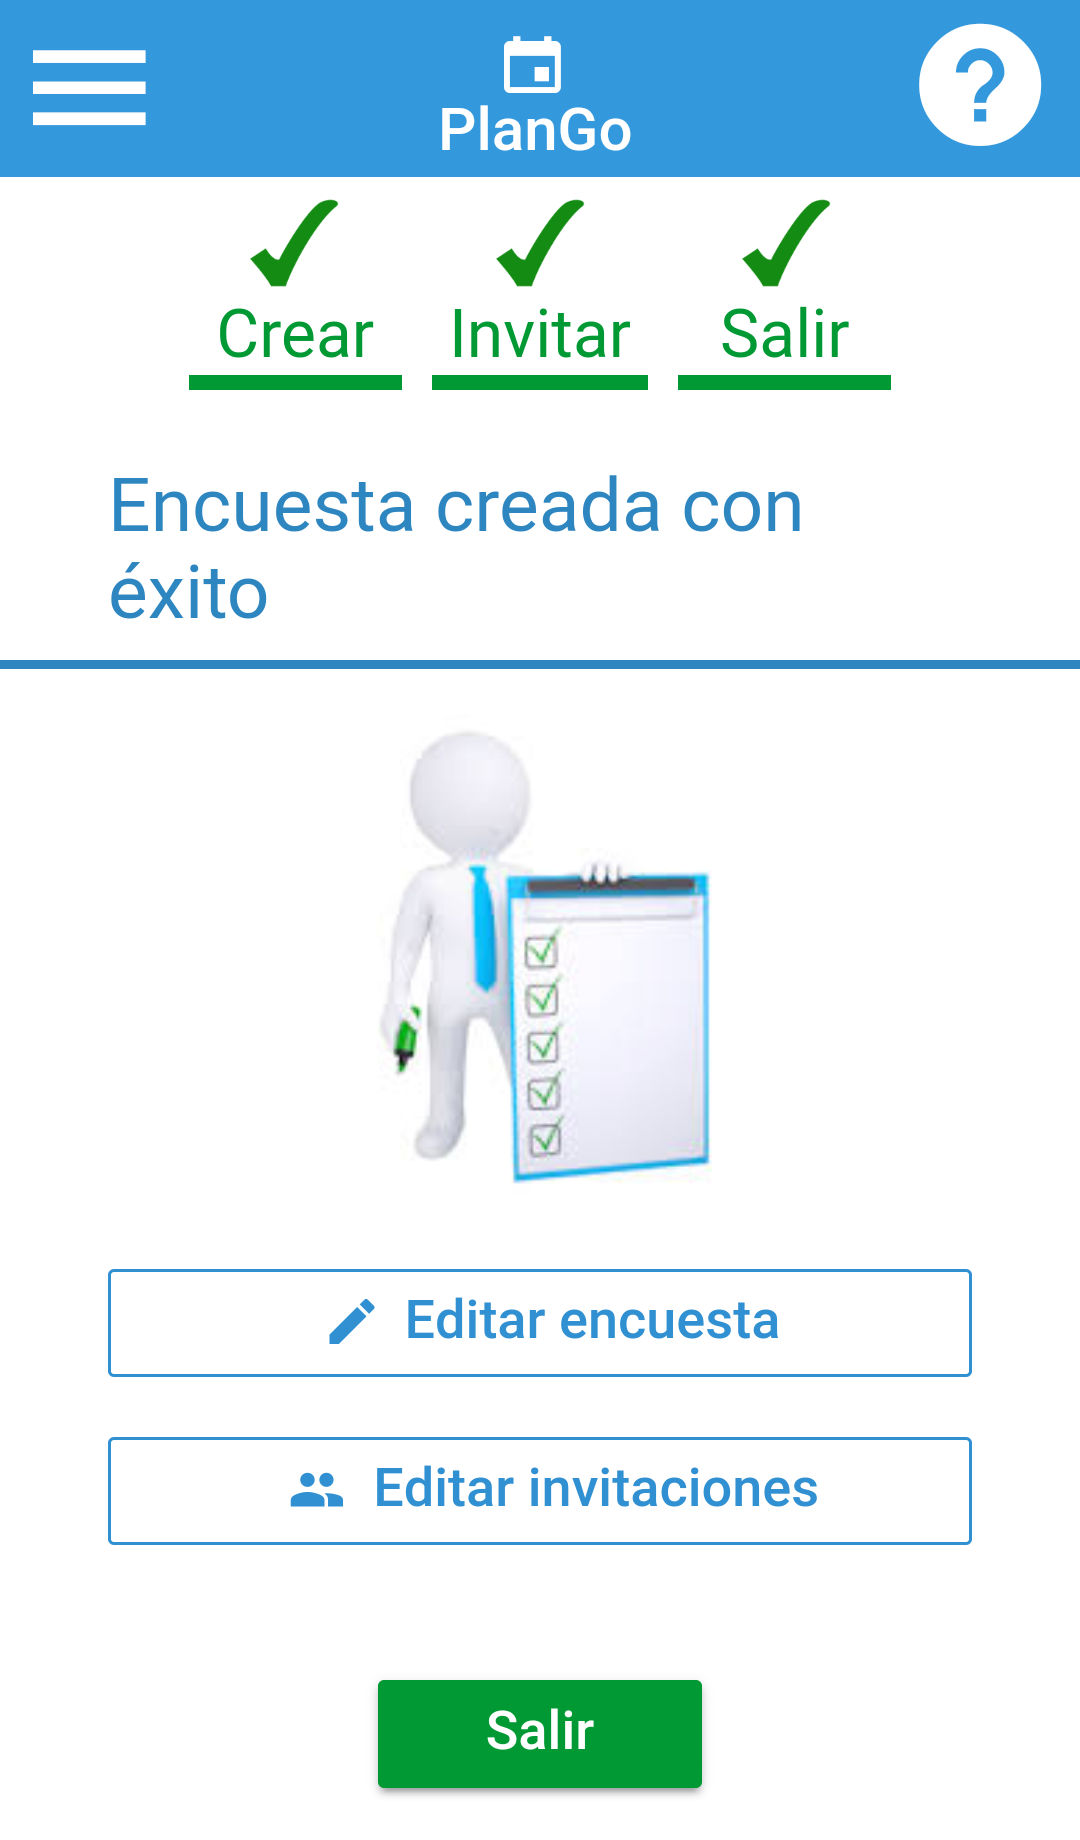 PlanGo
Crear Invitar Salir
Encuesta creada con
éxito
Editar encuesta
Editar invitaciones
Salir